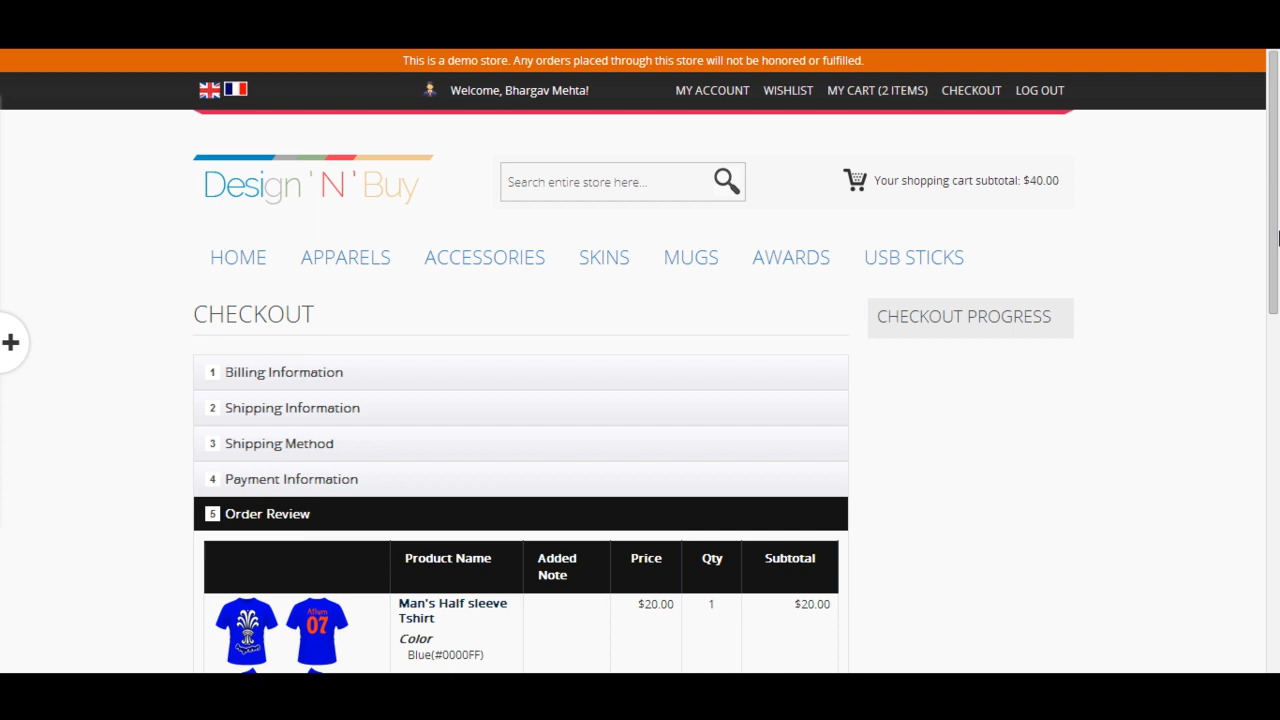 This is a demo store. Any orders placed through this store will not be honored or fulfilled.
Welcome, Bhargav Mehta! MY ACCOUNT WISHLIST MY CART (2 ITEMS) CHECKOUT LOG OUT
Design 'N' Buy
Search entire store here...
Your shopping cart subtotal: $40.00
HOME APPARELS ACCESSORIES SKINS MUGS AWARDS USB STICKS
CHECKOUT
CHECKOUT PROGRESS
1 Billing Information
2 Shipping Information
3 Shipping Method
4 Payment Information
5 Order Review
Product Name Added Note Price Qty Subtotal
Man's Half sleeve $20.00 1 $20.00
Tshirt
Color
Blue(#0000FF)
07